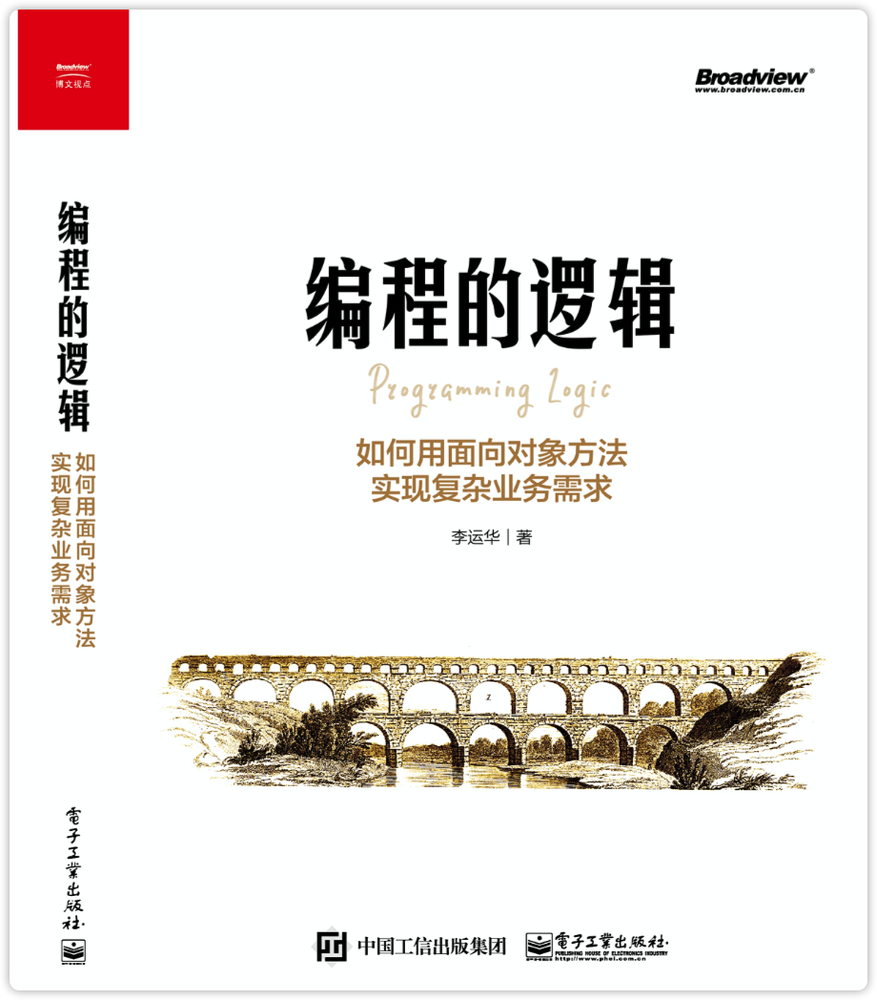 Broadview®
博文视点
编程的逻辑
如何用面向对象方法
实现复杂业务需求
電子工業出版社.
Broadview®
www.broadview.com.cn
编程的逻辑
Programming Logic
如何用面向对象方法
实现复杂业务需求
李运华|著
1
中国工信出版集团
電子工業出版社.
PUBLISHING HOUSE OF ELECTRONICS INDUSTRY
http://www.phei.com.cn